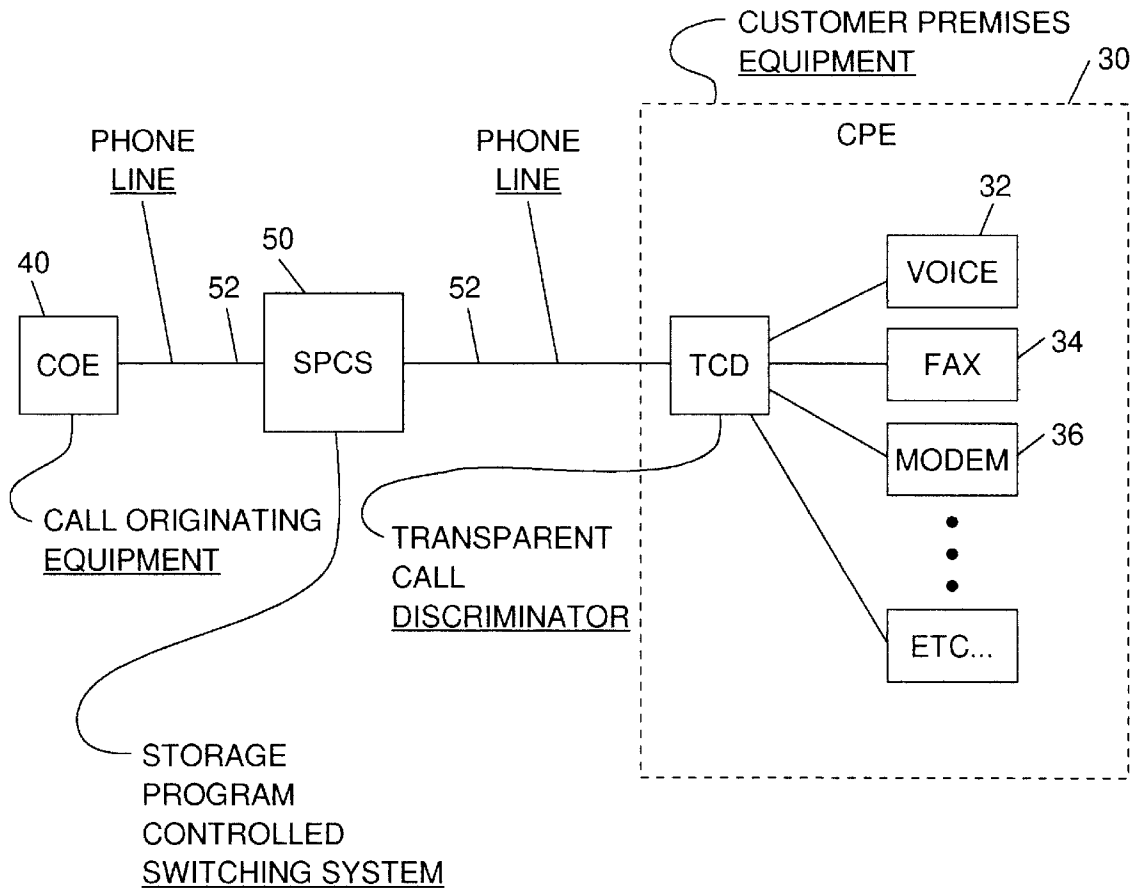 CUSTOMER PREMISES
EQUIPMENT
30
CPE
PHONE
LINE
PHONE
LINE
32
VOICE
40
52
50
52
COE
SPCS
TCD
34
FAX
36
MODEM
CALL ORIGINATING
EQUIPMENT
TRANSPARENT
CALL
DISCRIMINATOR
ETC...
STORAGE
PROGRAM
CONTROLLED
SWITCHING SYSTEM